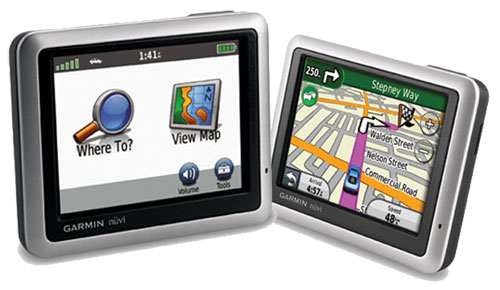 1:41
Where To?
View Map
Volume
Tools
GARMIN nüvi
250.
Stepney Way
Walden Street
Nelson Street
Commercial Road
Arrival
4:57
Speed
48
GARMIN nüvi